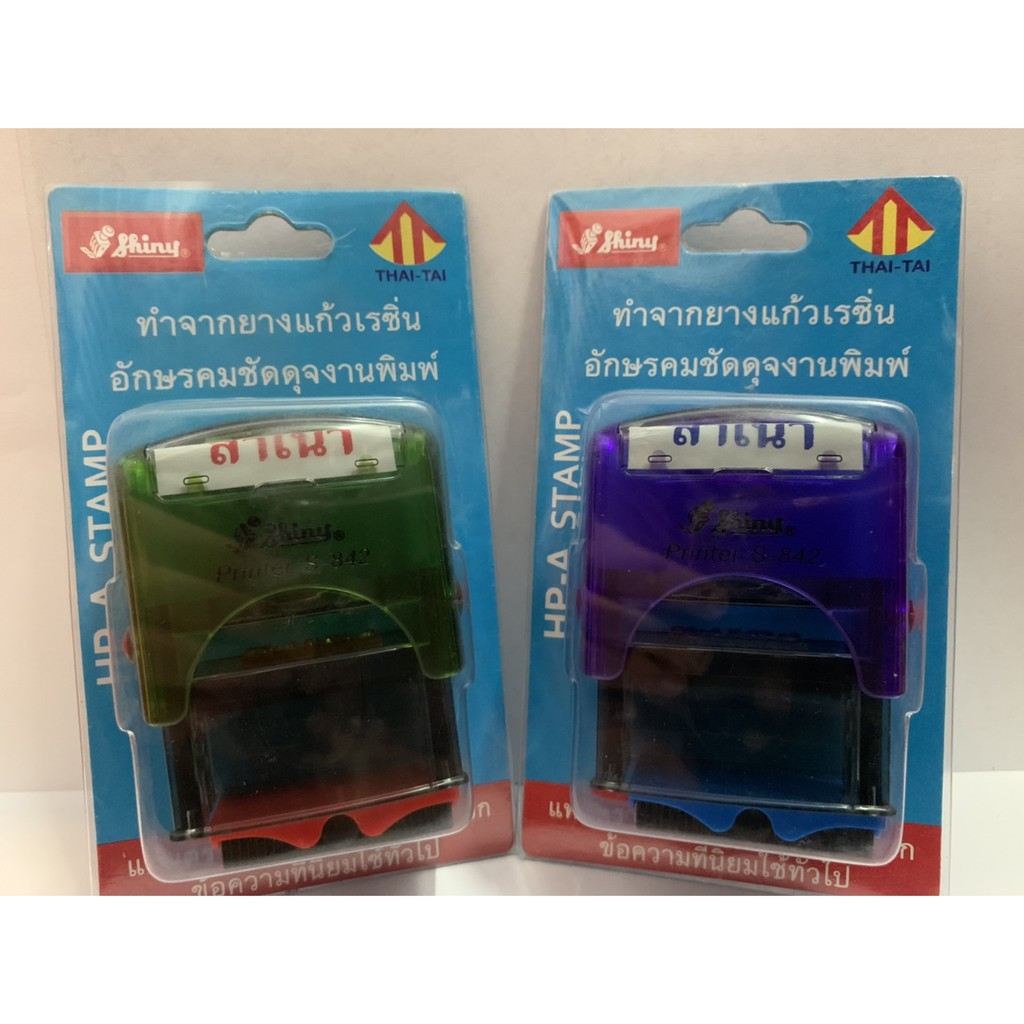 Shiny
THAI-TAI
ทำจากยางแก้วเรซิ่น
อักษรคมชัดดุจงานพิมพ์
HP-A STAMP
สำเนา
Shiny
Printer S-842
ข้อความที่นิยมใช้ทั่วไป
Shiny
THAI-TAI
ทำจากยางแก้วเรซิ่น
อักษรคมชัดดุจงานพิมพ์
HP-A STAMP
สำเนา
Shiny
Printer S-842
ข้อความที่นิยมใช้ทั่วไป